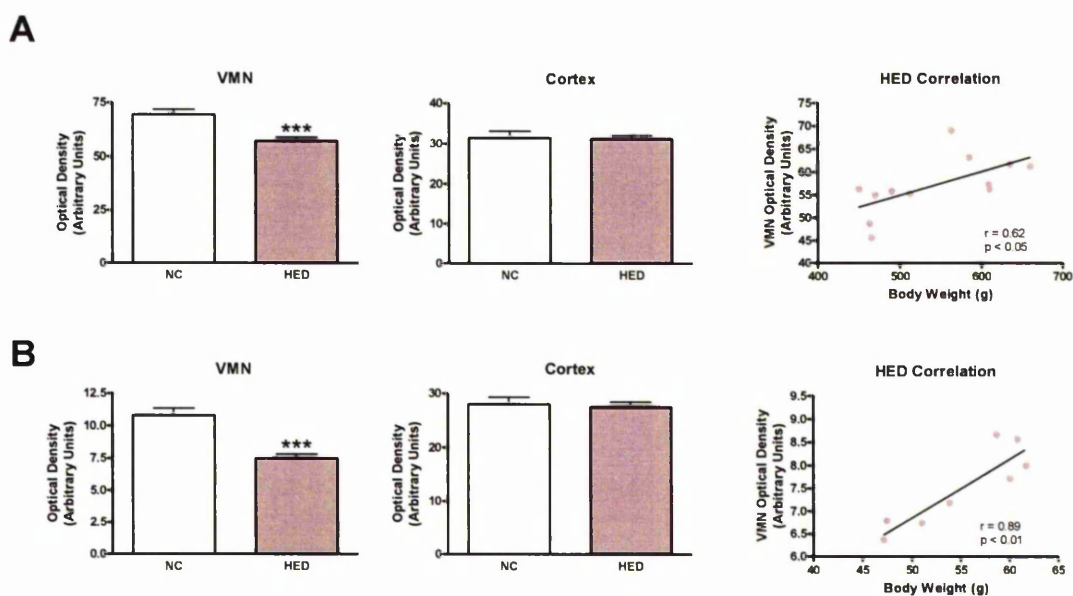 A
VMN
Optical Density
(Arbitrary Units)
75
50
25
0
***
NC
HED
Cortex
Optical Density
(Arbitrary Units)
40
30
20
10
0
NC
HED
HED Correlation
VMN Optical Density
(Arbitrary Units)
75
70
65
60
55
50
45
40
r = 0.62
p < 0.05
400
500
600
700
Body Weight (g)
B
VMN
Optical Density
(Arbitrary Units)
12.5
10.0
7.5
5.0
2.5
0.0
***
NC
HED
Cortex
Optical Density
(Arbitrary Units)
30
20
10
0
NC
HED
HED Correlation
VMN Optical Density
(Arbitrary Units)
9.5
9.0
8.5
8.0
7.5
7.0
6.5
6.0
r = 0.89
p < 0.01
40
45
50
55
60
65
Body Weight (g)